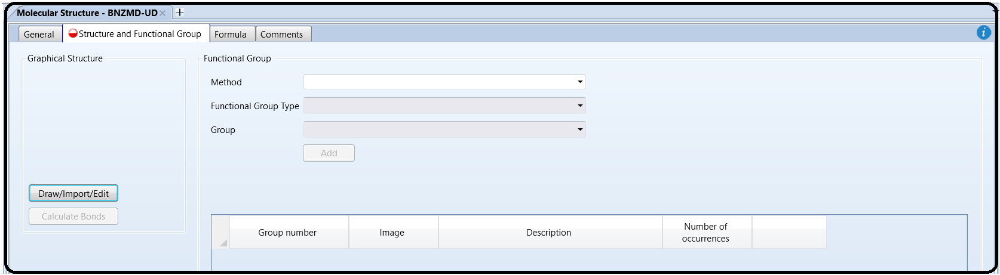 Molecular Structure - BNZMD-UD × +
General Structure and Functional Group Formula Comments i
Graphical Structure
Draw/Import/Edit
Calculate Bonds
Functional Group
Method
Functional Group Type
Group
Add
Group number Image Description Number of
occurrences